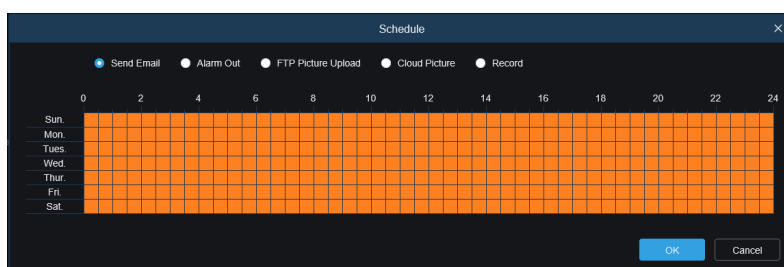 Schedule
Send Email Alarm Out FTP Picture Upload Cloud Picture Record
0 2 4 6 8 10 12 14 16 18 20 22 24
Sun.
Mon.
Tues.
Wed.
Thur.
Fri.
Sat.
OK Cancel